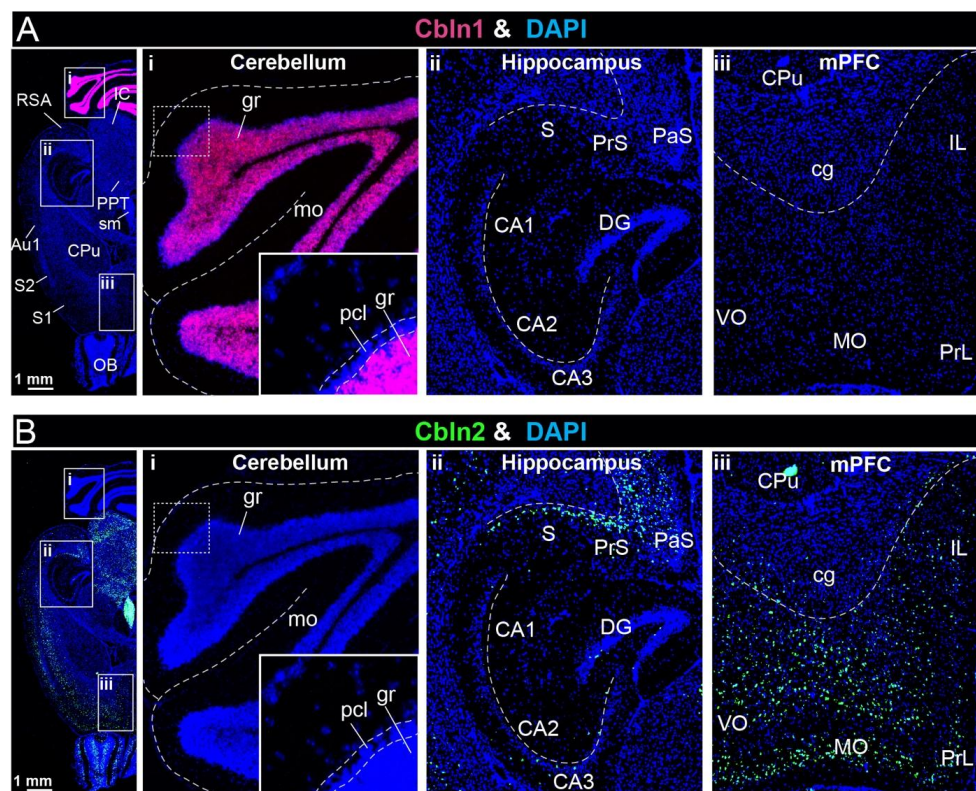 A
Cbln1 & DAPI
i
IC
RSA
ii
PPT
sm
Au1
CPu
S2
iii
S1
OB
1 mm
i
Cerebellum
gr
mo
gr
pcl
ii
Hippocampus
S
PrS
PaS
CA1
DG
CA2
CA3
iii
mPFC
CPu
IL
cg
VO
MO
PrL
B
Cbln2 & DAPI
i
ii
iii
1 mm
i
Cerebellum
gr
mo
gr
pcl
ii
Hippocampus
S
PrS
PaS
CA1
DG
CA2
CA3
iii
mPFC
CPu
IL
cg
VO
MO
PrL